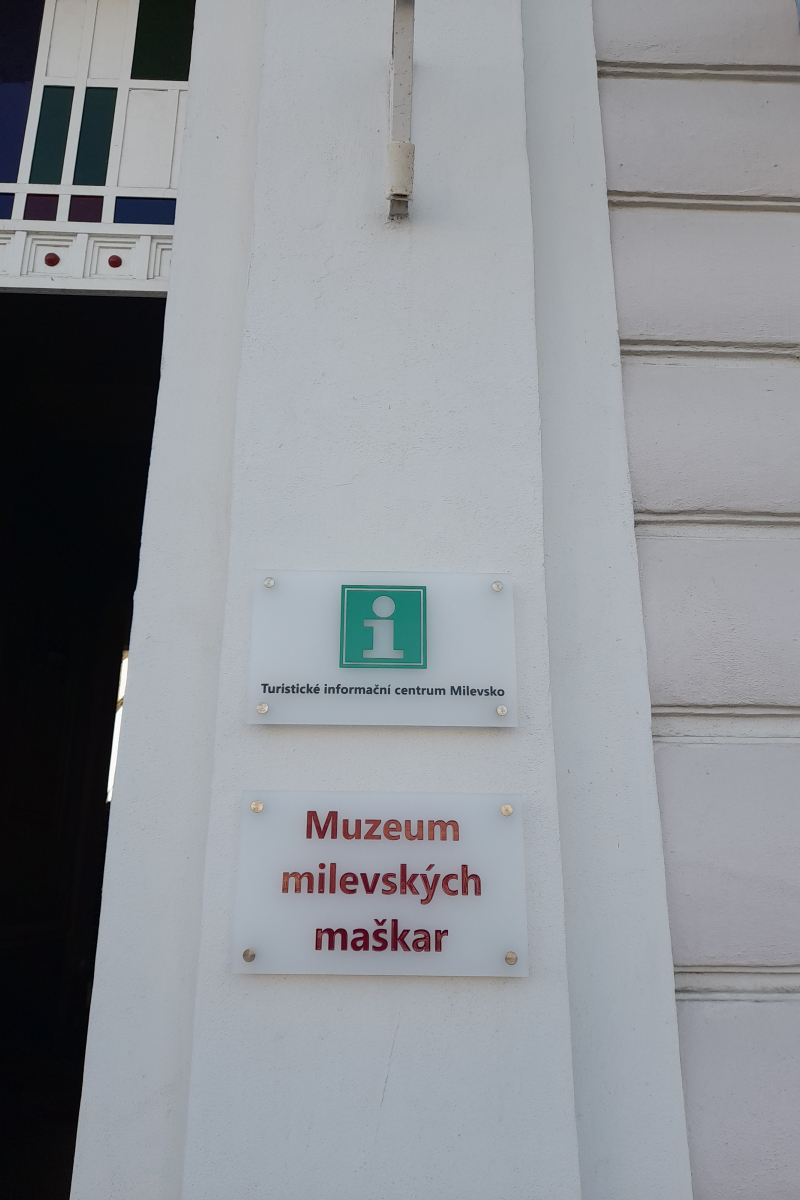 i
Turistické informační centrum Milevsko
Muzeum
milevských
maškar